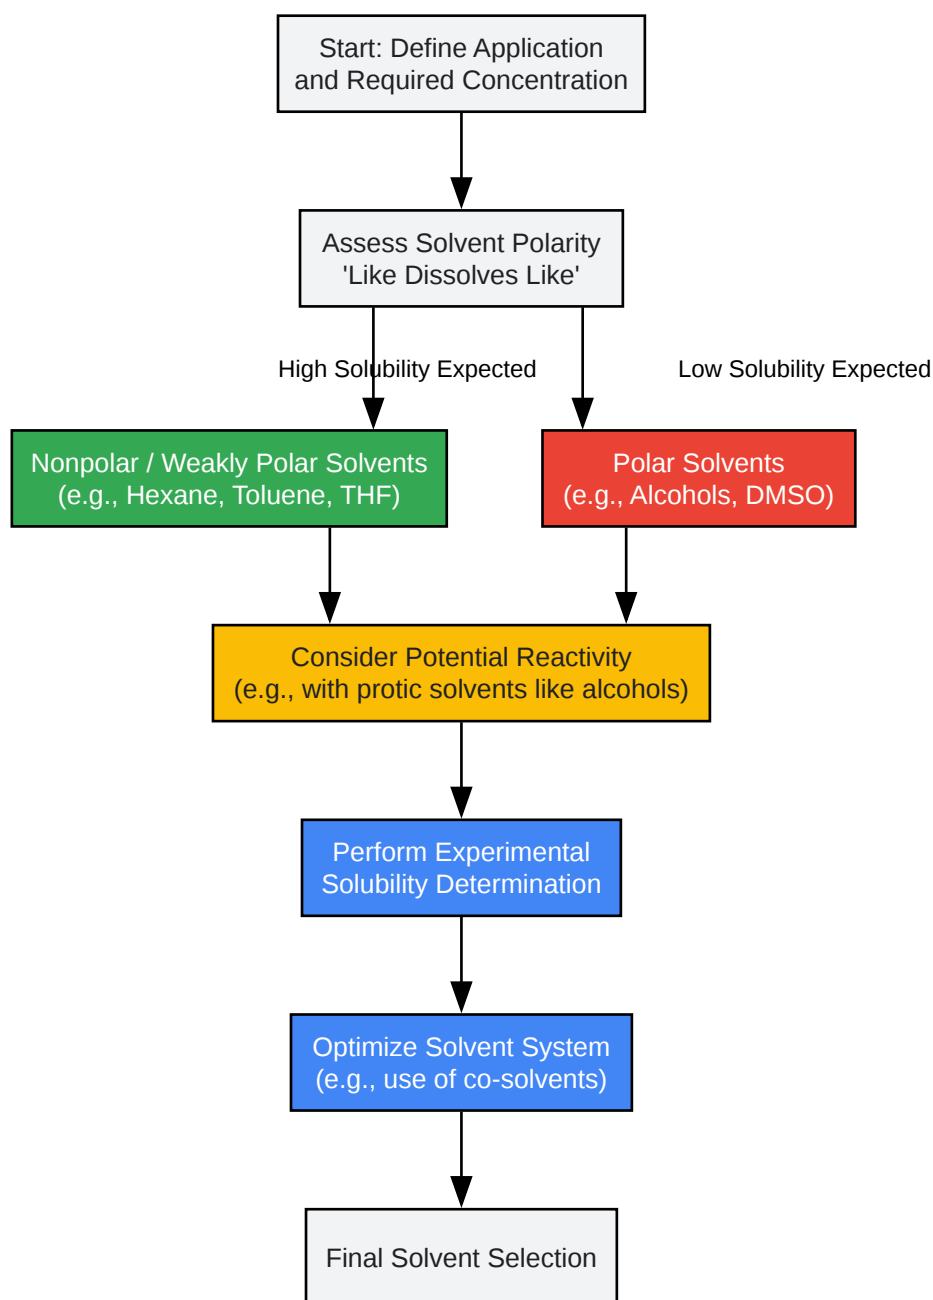 Start: Define Application
and Required Concentration
Assess Solvent Polarity
'Like Dissolves Like'
High Solubility Expected
Low Solubility Expected
Nonpolar / Weakly Polar Solvents
(e.g., Hexane, Toluene, THF)
Polar Solvents
(e.g., Alcohols, DMSO)
Consider Potential Reactivity
(e.g., with protic solvents like alcohols)
Perform Experimental
Solubility Determination
Optimize Solvent System
(e.g., use of co-solvents)
Final Solvent Selection